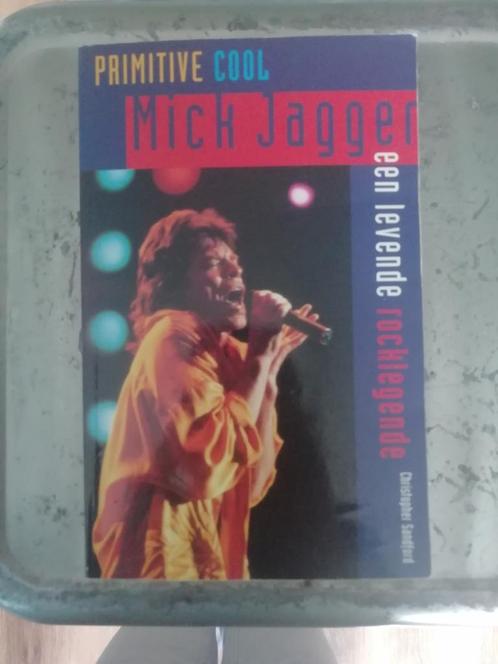 PRIMITIVE COOL
Mick Jagger
een levende rocklegende
Christopher Sandford